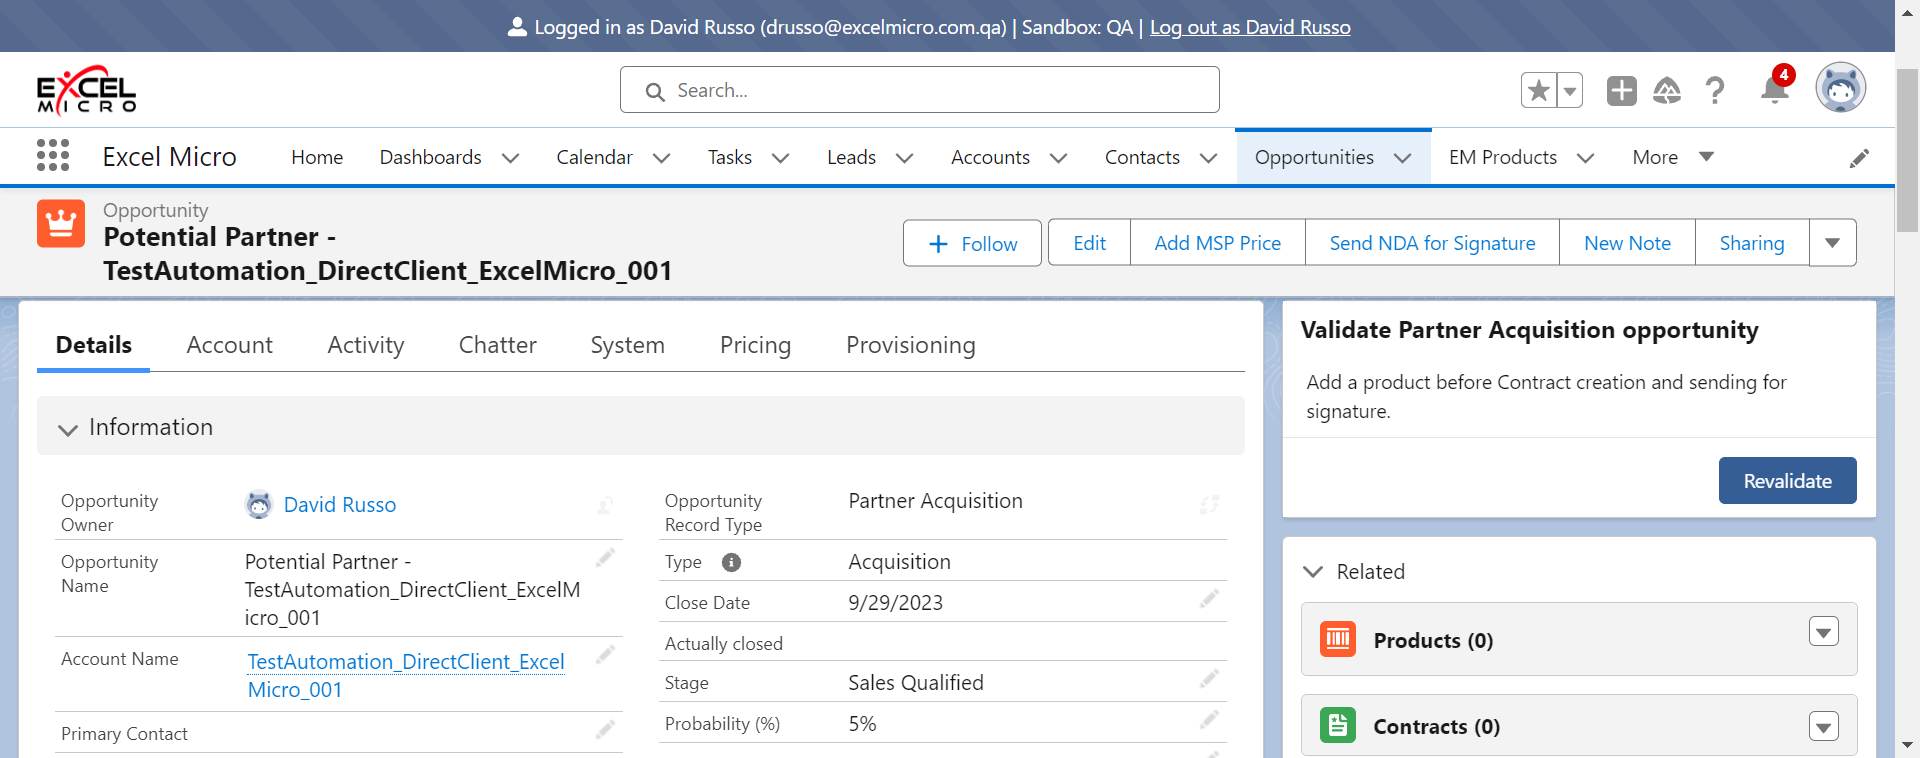 Logged in as David Russo (drusso@excelmicro.com.qa) | Sandbox: QA | Log out as David Russo
EXCEL
MICRO
Search...
4
Excel Micro
Home
Dashboards
Calendar
Tasks
Leads
Accounts
Contacts
Opportunities
EM Products
More
Opportunity
Potential Partner -
TestAutomation_DirectClient_ExcelMicro_001
Follow
Edit
Add MSP Price
Send NDA for Signature
New Note
Sharing
Details
Account
Activity
Chatter
System
Pricing
Provisioning
Information
Opportunity
Owner
David Russo
Opportunity
Name
Potential Partner -
TestAutomation_DirectClient_ExcelM
icro_001
Account Name
TestAutomation_DirectClient_Excel
Micro_001
Primary Contact
Opportunity
Record Type
Partner Acquisition
Type
Acquisition
Close Date
9/29/2023
Actually closed
Stage
Sales Qualified
Probability (%)
5%
Validate Partner Acquisition opportunity
Add a product before Contract creation and sending for
signature.
Revalidate
Related
Products (0)
Contracts (0)